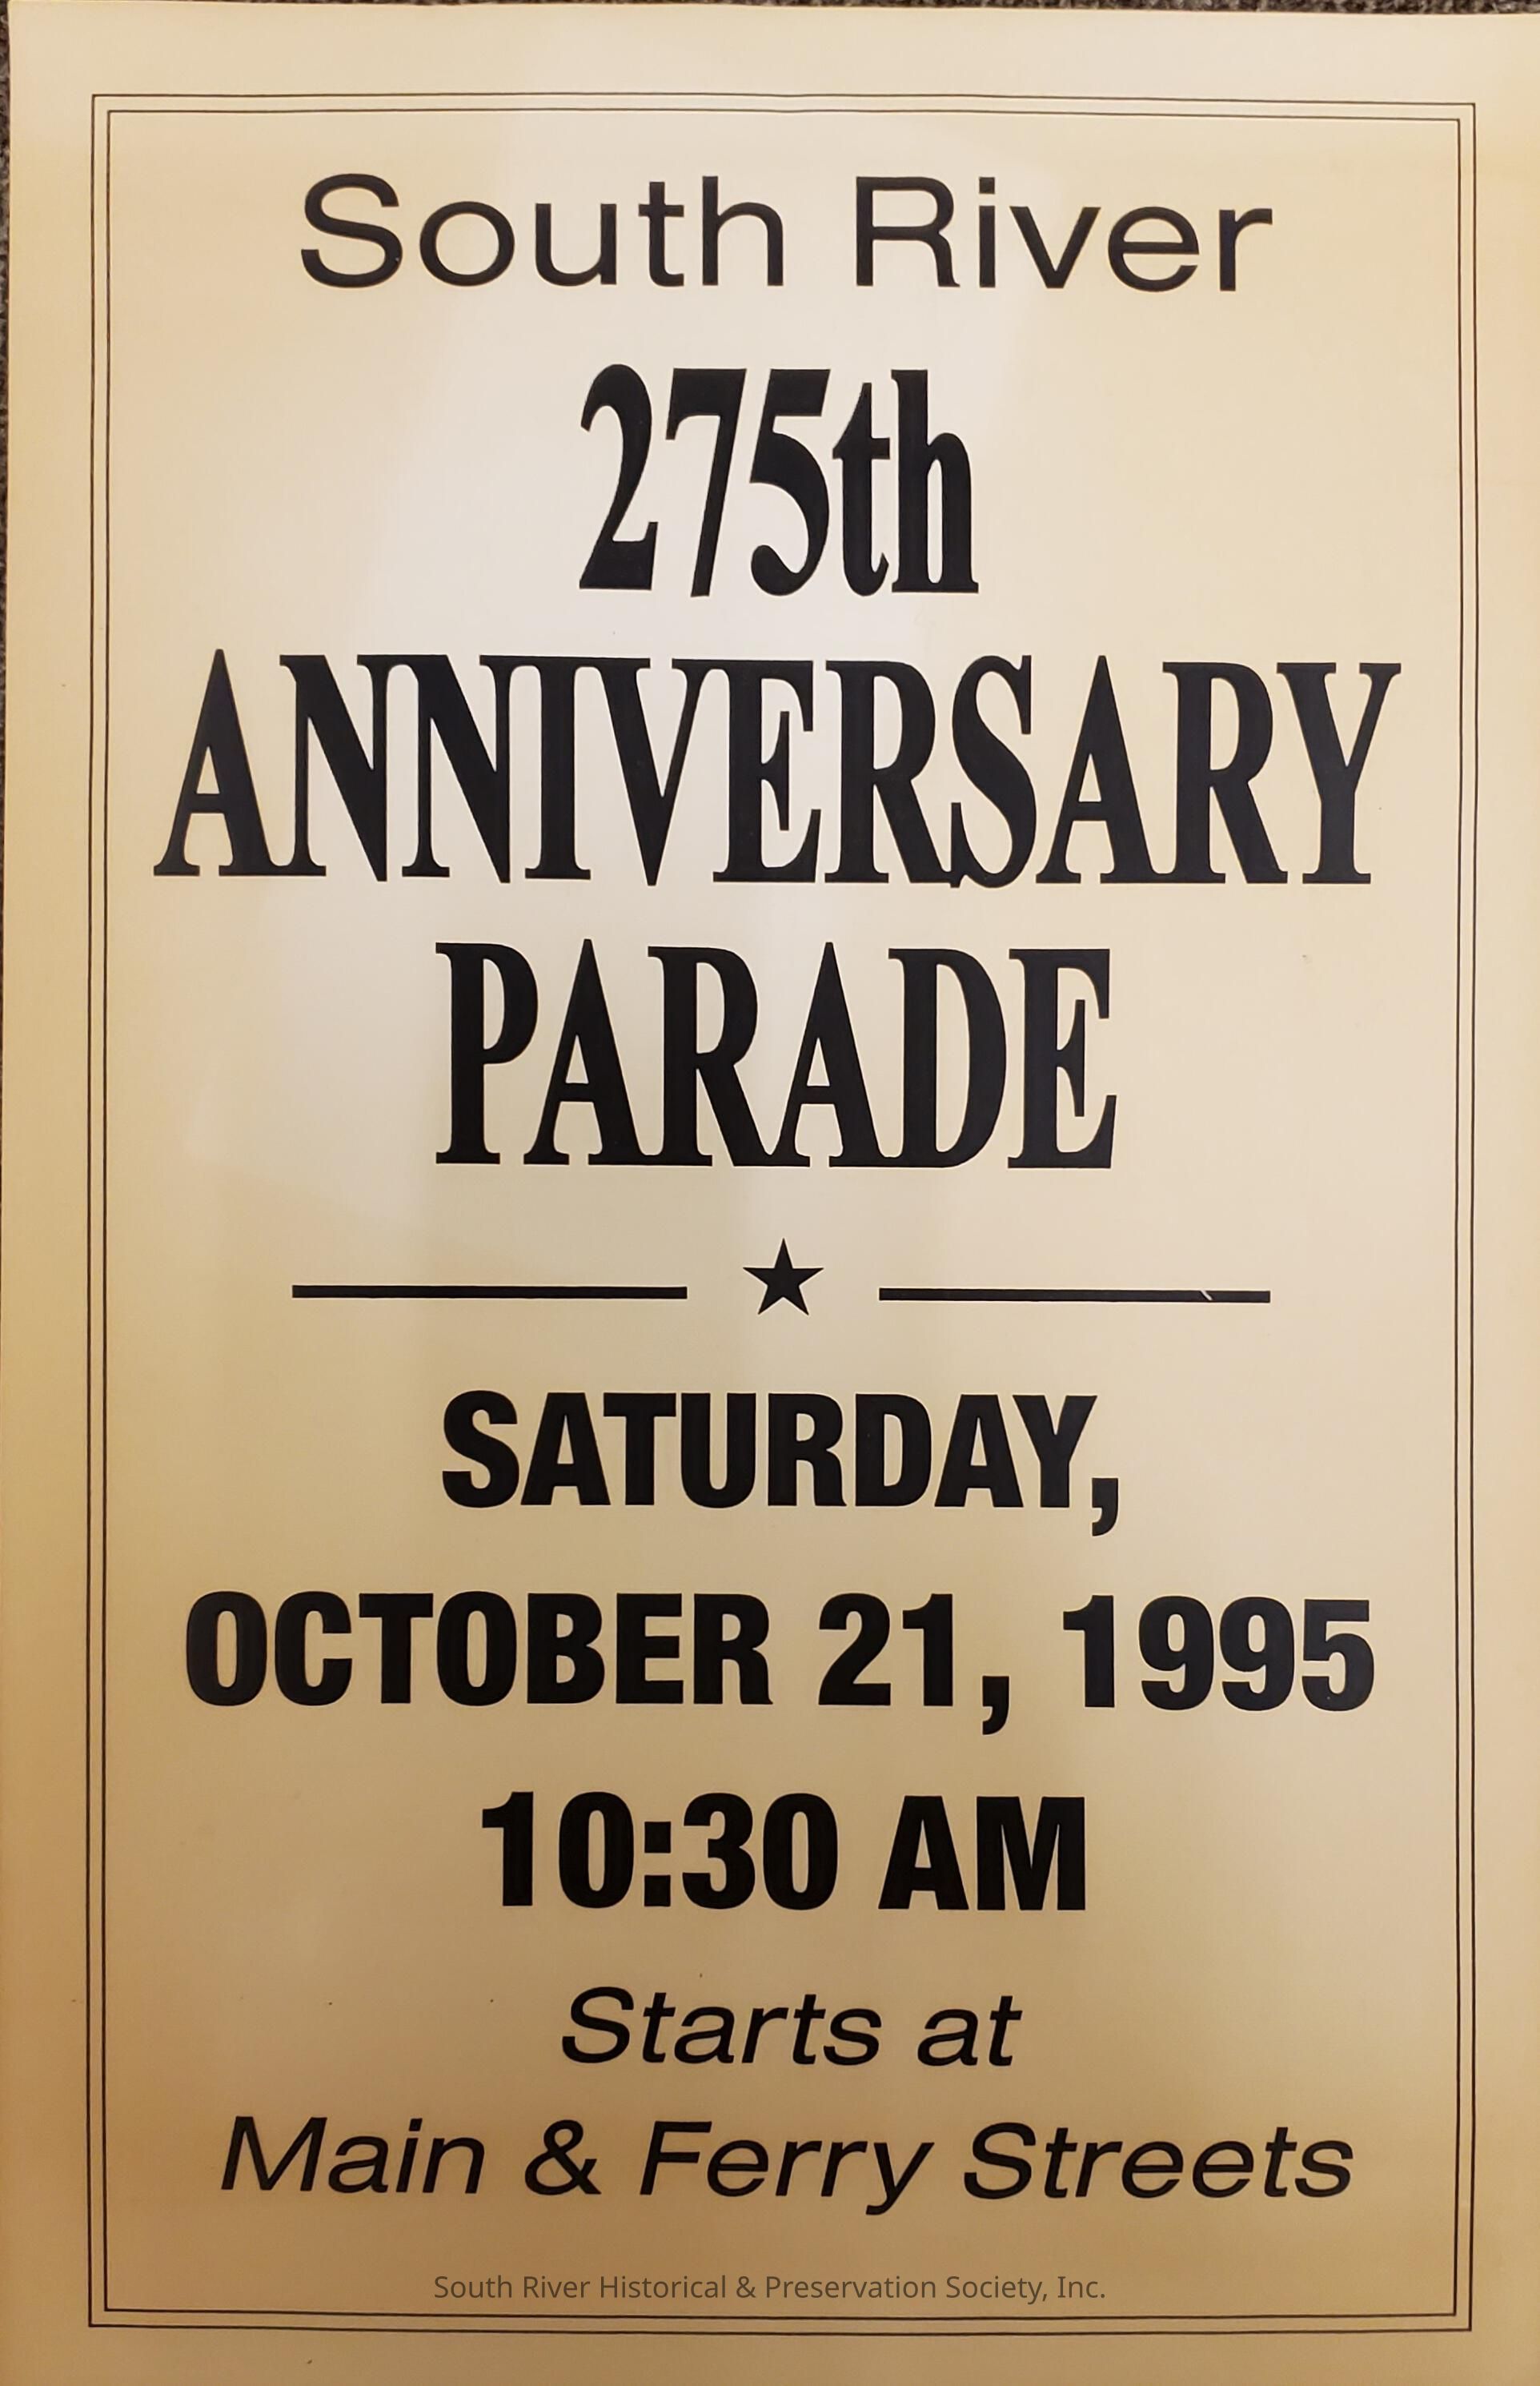 South River
275th
ANNIVERSARY
PARADE
SATURDAY,
OCTOBER 21, 1995
10:30 AM
Starts at
Main & Ferry Streets
South River Historical & Preservation Society, Inc.